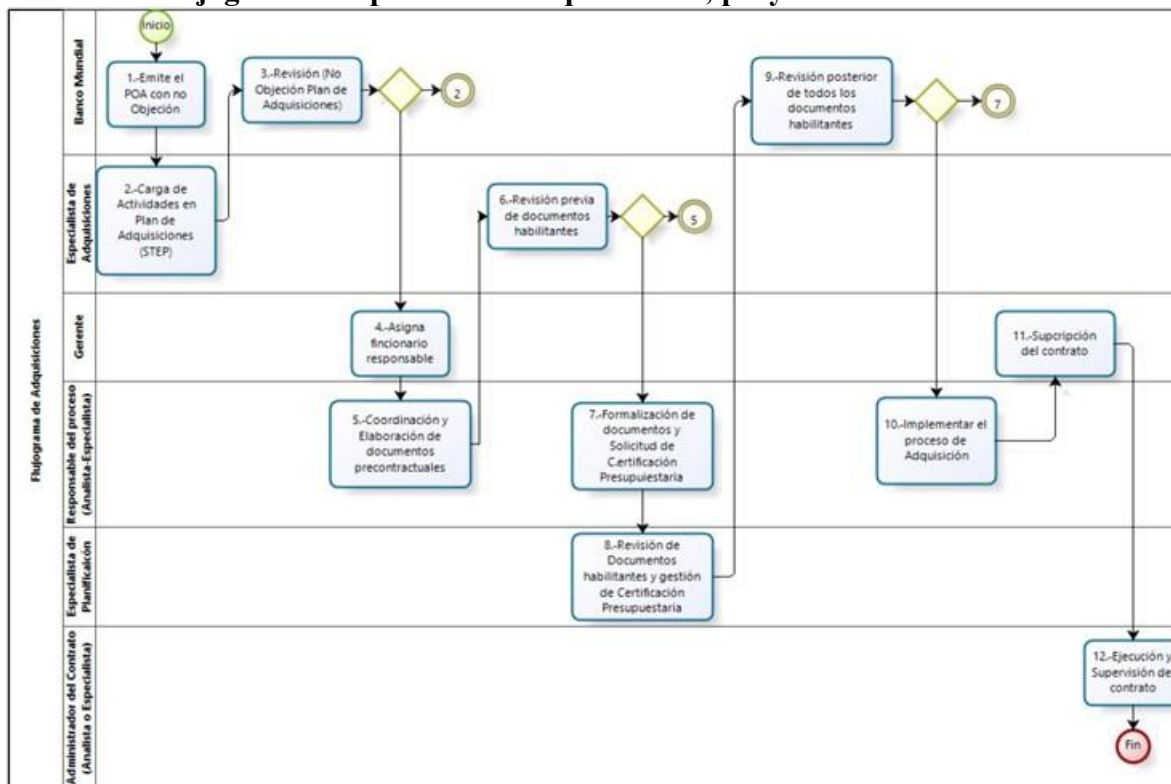 Inicio
1.-Emite el
POA con no
Objeción
3.-Revisión (No
Objeción Plan de
Adquisiciones)
2
9.-Revisión posterior
de todos los
documentos
habilitantes
7
Banco Mundial
2.-Carga de
Actividades en
Plan de
Adquisiciones
(STEP)
6.-Revisión previa
de documentos
habilitantes
5
Especialista de
Adquisiciones
4.-Asigna
fincionario
responsable
11.-Supcripción
del contrato
Gerente
Flujograma de Adquisiciones
5.-Coordinación y
Elaboración de
documentos
precontractuales
7.-Formalización de
documentos y
Solicitud de
Certificación
Presupuiestaria
10.-Implementar el
proceso de
Adquisición
Responsable del proceso
(Analista-Especialista)
8.-Revisión de
Documentos
habilitantes y gestión
de Certificación
Presupuestaria
Especialista de
Planificaicón
12.-Ejecución y
Supervisión de
contrato
Fin
Administrador del Contrato
(Analista o Especialista)